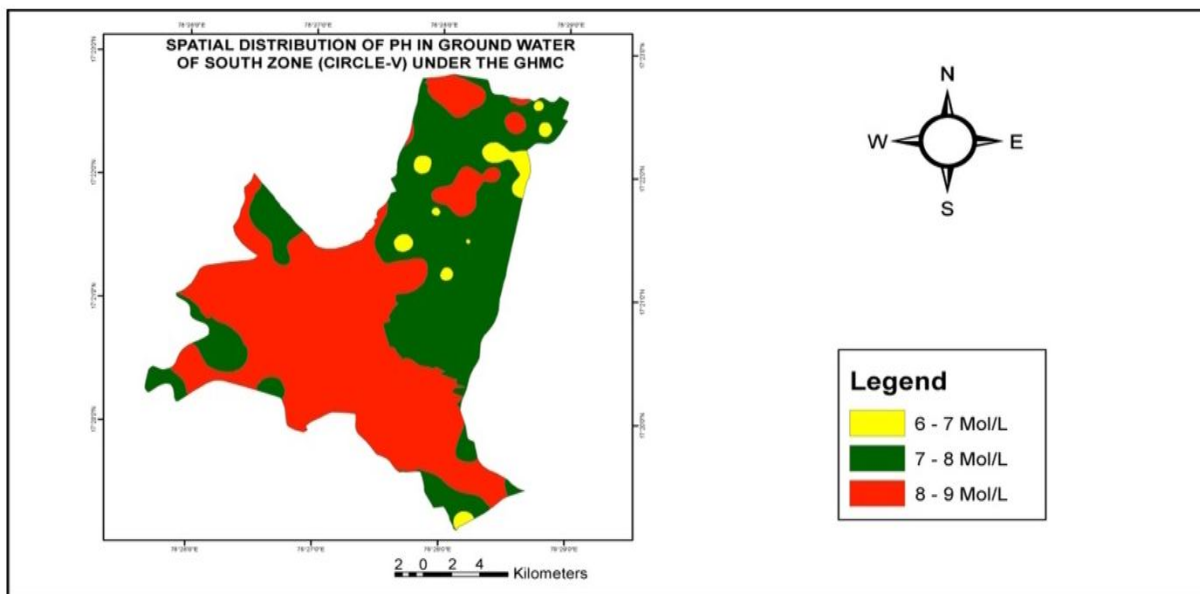 SPATIAL DISTRIBUTION OF PH IN GROUND WATER
OF SOUTH ZONE (CIRCLE-V) UNDER THE GHMC
N
W E
S
Legend
6 - 7 Mol/L
7 - 8 Mol/L
8 - 9 Mol/L
2 0 2 4
Kilometers